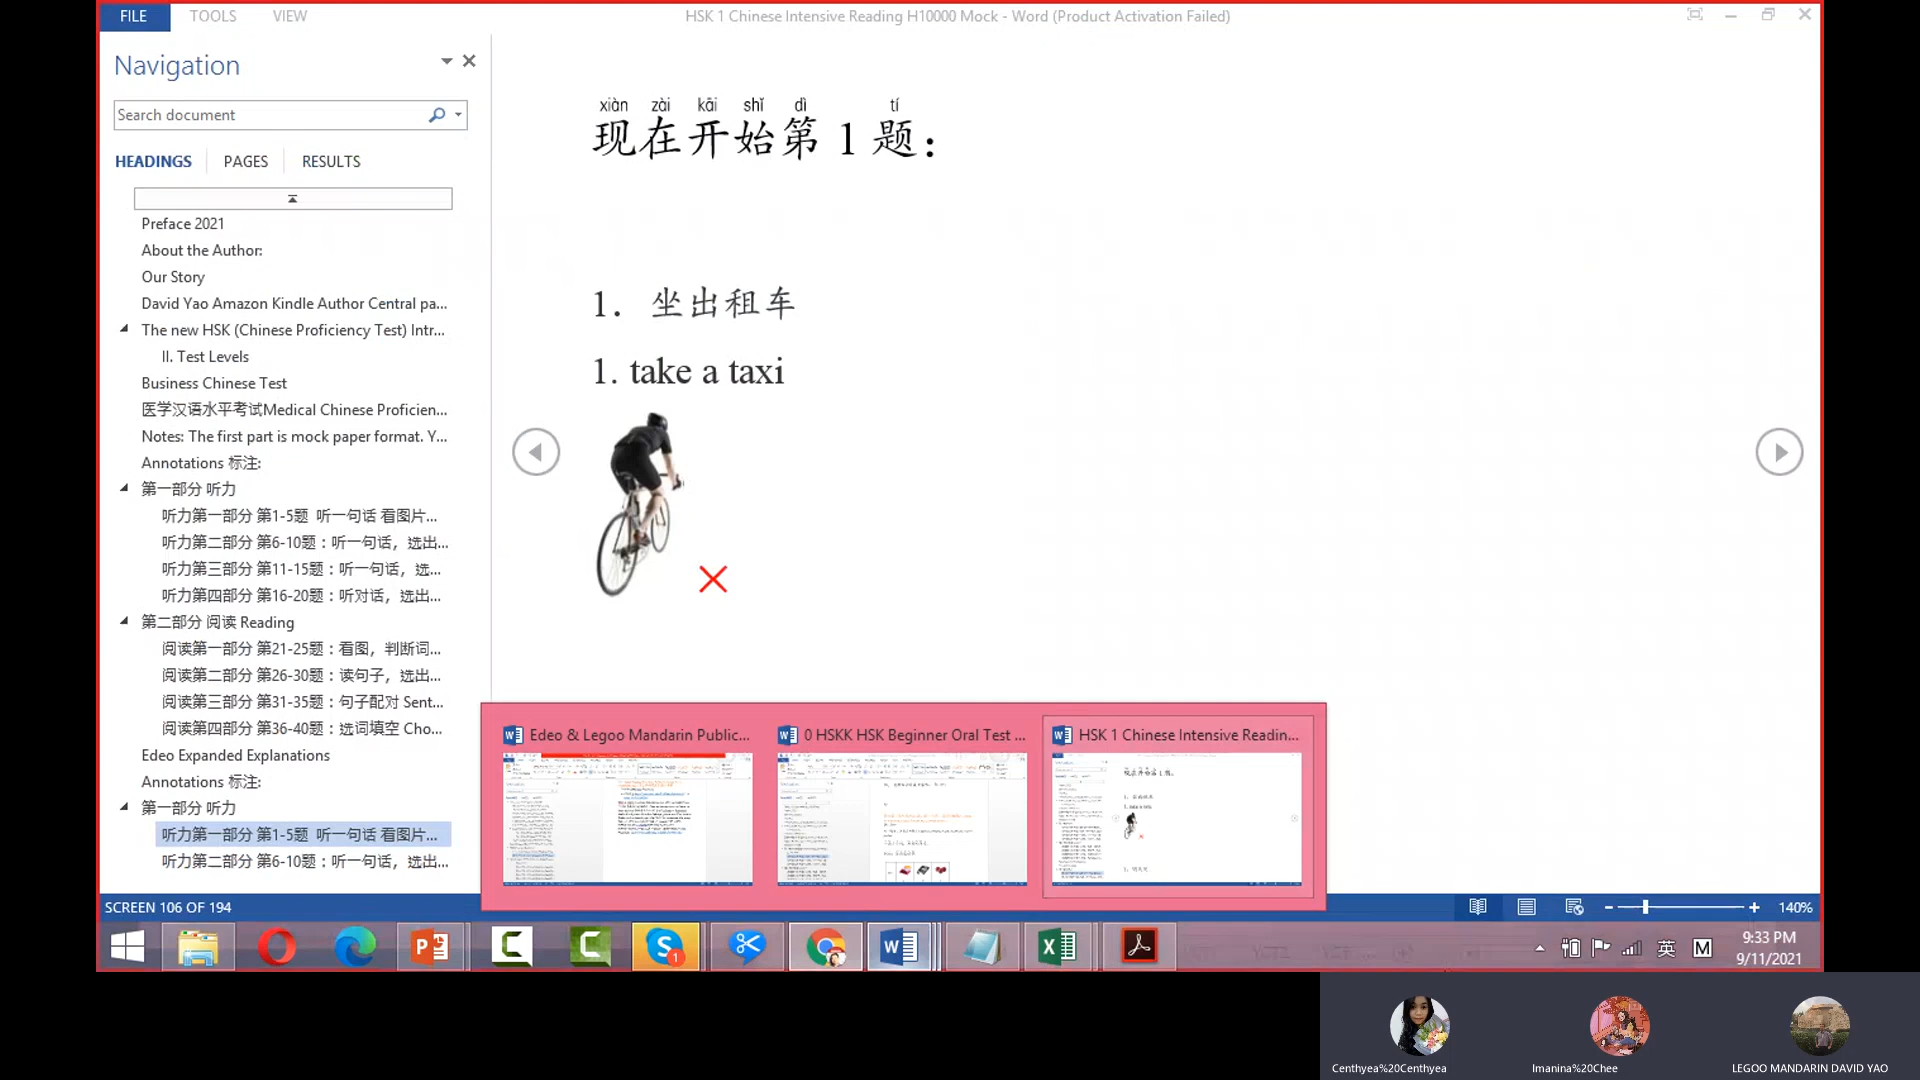 FILE TOOLS VIEW HSK 1 Chinese Intensive Reading H10000 Mock - Word (Product Activation Failed)
Navigation
Search document
HEADINGS PAGES RESULTS
Preface 2021
About the Author:
Our Story
David Yao Amazon Kindle Author Central pa...
The new HSK (Chinese Proficiency Test) Intr...
II. Test Levels
Business Chinese Test
医学汉语水平考试Medical Chinese Proficien...
Notes: The first part is mock paper format. Y...
Annotations 标注:
第一部分 听力
听力第一部分 第1-5题 听一句话 看图片...
听力第二部分 第6-10题：听一句话，选出...
听力第三部分 第11-15题：听一句话，选...
听力第四部分 第16-20题：听对话，选出...
第二部分 阅读 Reading
阅读第一部分 第21-25题：看图，判断词...
阅读第二部分 第26-30题：读句子，选出...
阅读第三部分 第31-35题：句子配对 Sent...
阅读第四部分 第36-40题：选词填空 Cho...
Edeo Expanded Explanations
Annotations 标注:
第一部分 听力
听力第一部分 第1-5题 听一句话 看图片...
听力第二部分 第6-10题：听一句话，选出...
xiàn zài kāi shǐ dì tí
现在开始第 1 题：
1. 坐出租车
1. take a taxi
Edeo & Legoo Mandarin Public...
0 HSKK HSK Beginner Oral Test ...
HSK 1 Chinese Intensive Readin...
SCREEN 106 OF 194
140%
英 M
9:33 PM
9/11/2021
Centhyea%20Centhyea
Imanina%20Chee
LEGOO MANDARIN DAVID YAO